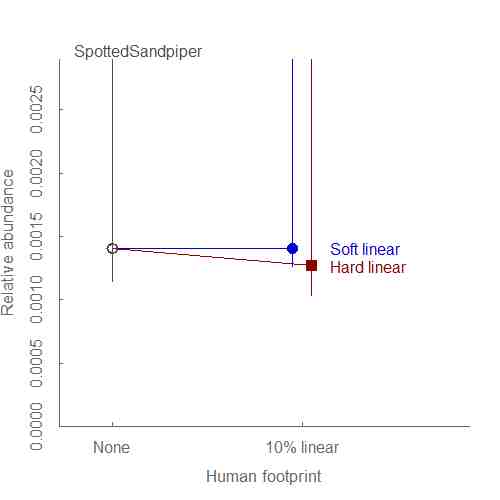 SpottedSandpiper
Relative abundance
0.0025
0.0020
0.0015
0.0010
0.0005
0.0000
Soft linear
Hard linear
None
10% linear
Human footprint